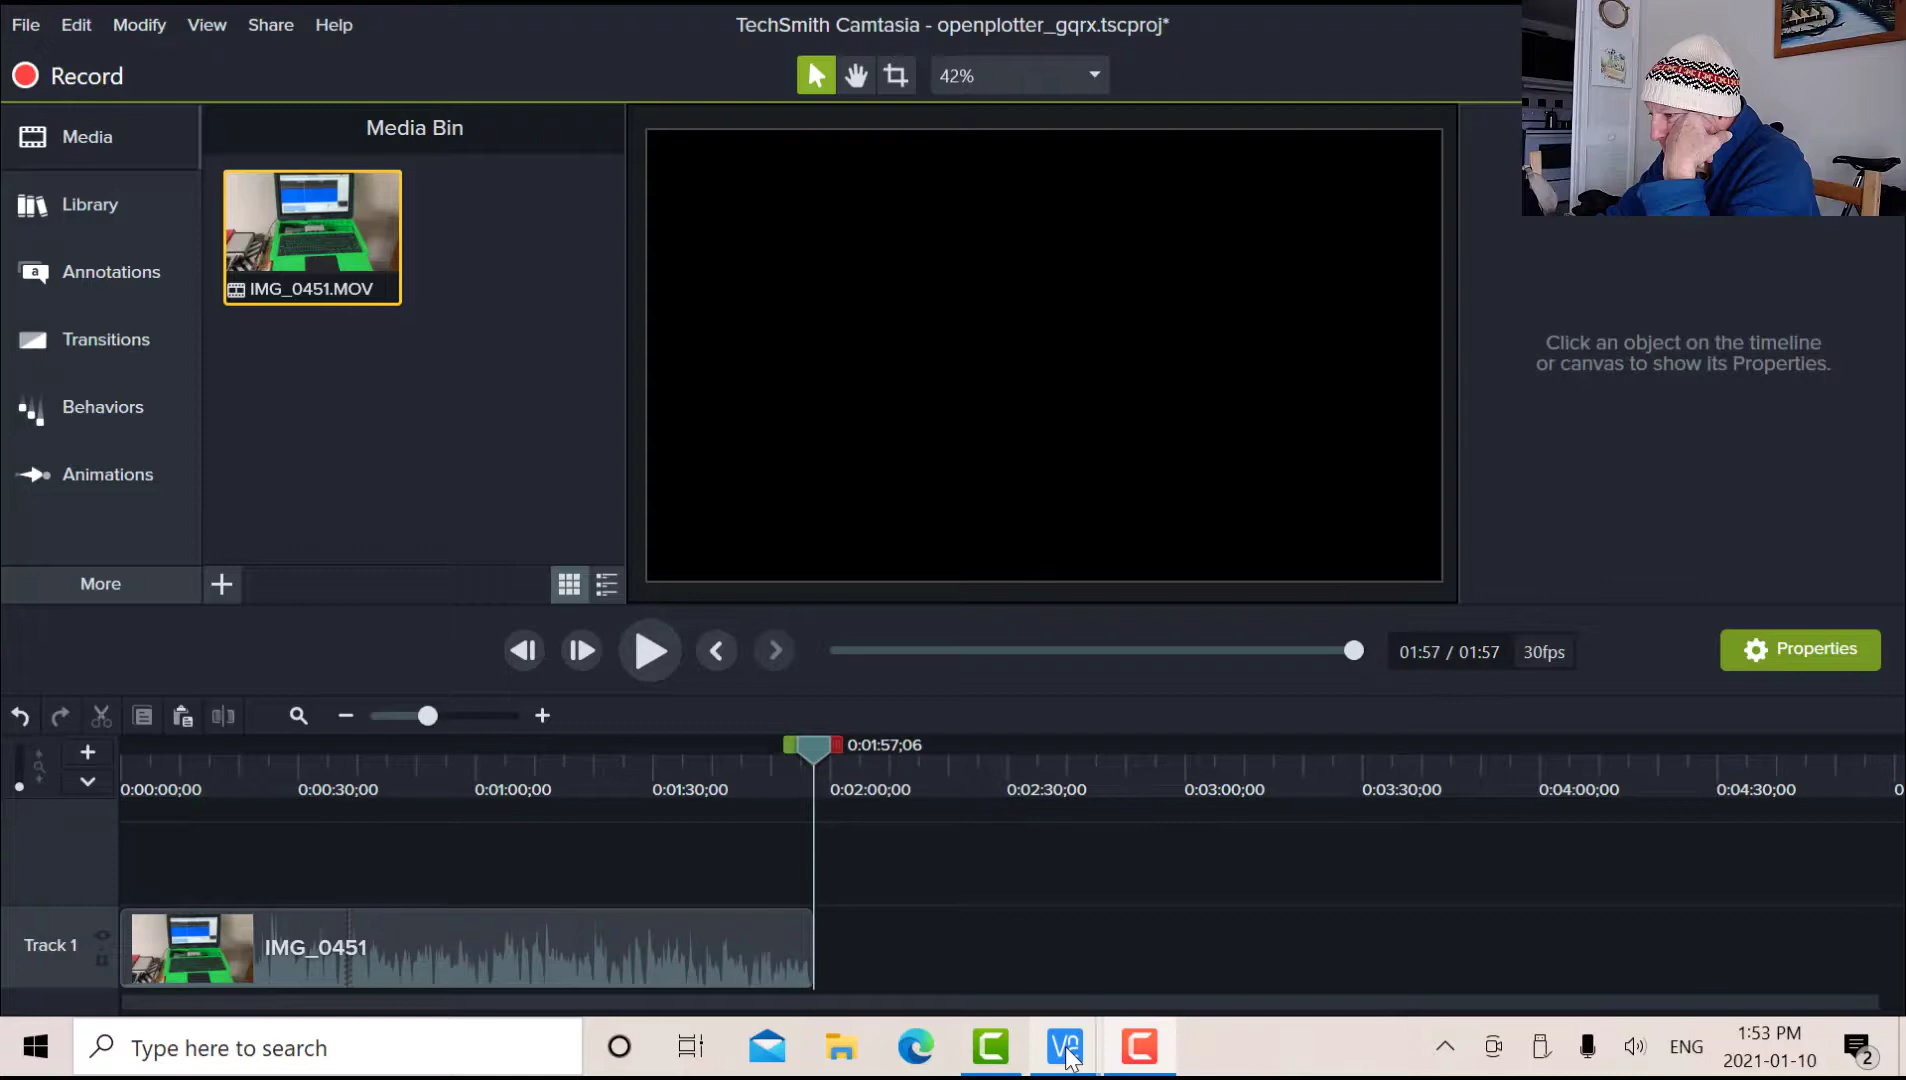 File Edit Modify View Share Help
TechSmith Camtasia - openplotter_gqrx.tscproj*
Record
42%
Media
Media Bin
Library
Annotations
a
Transitions
Behaviors
Animations
IMG_0451.MOV
Click an object on the timeline
or canvas to show its Properties.
More
01:57 / 01:57 30fps
Properties
0:01:57;06
0:00:00;00 0:00:30;00 0:01:00;00 0:01:30;00 0:02:00;00 0:02:30;00 0:03:00;00 0:03:30;00 0:04:00;00 0:04:30;00 0
Track 1
IMG_0451
Type here to search
ENG
1:53 PM
2021-01-10
2